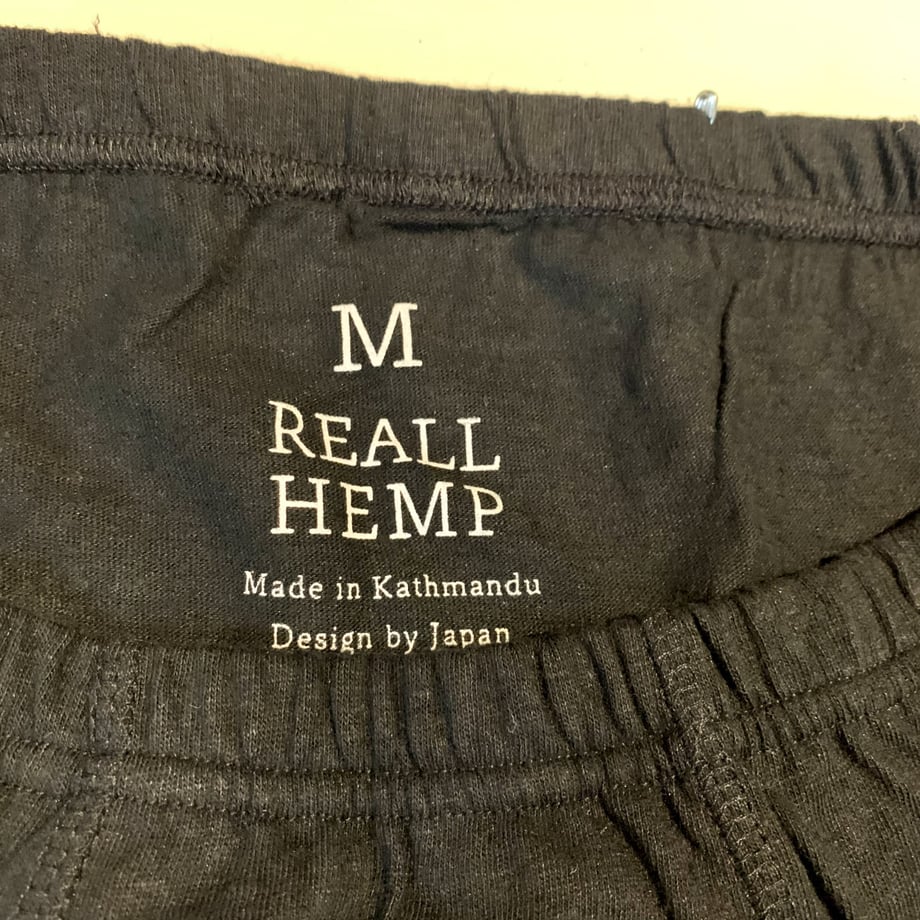 M
REALL
HEMP
Made in Kathmandu
Design by Japan